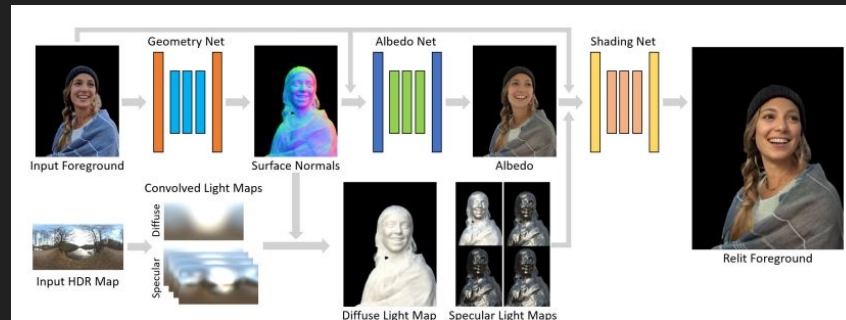 Geometry Net
Albedo Net
Shading Net
Input Foreground
Surface Normals
Albedo
Convolved Light Maps
Diffuse
Specular
Input HDR Map
Diffuse Light Map
Specular Light Maps
Relit Foreground